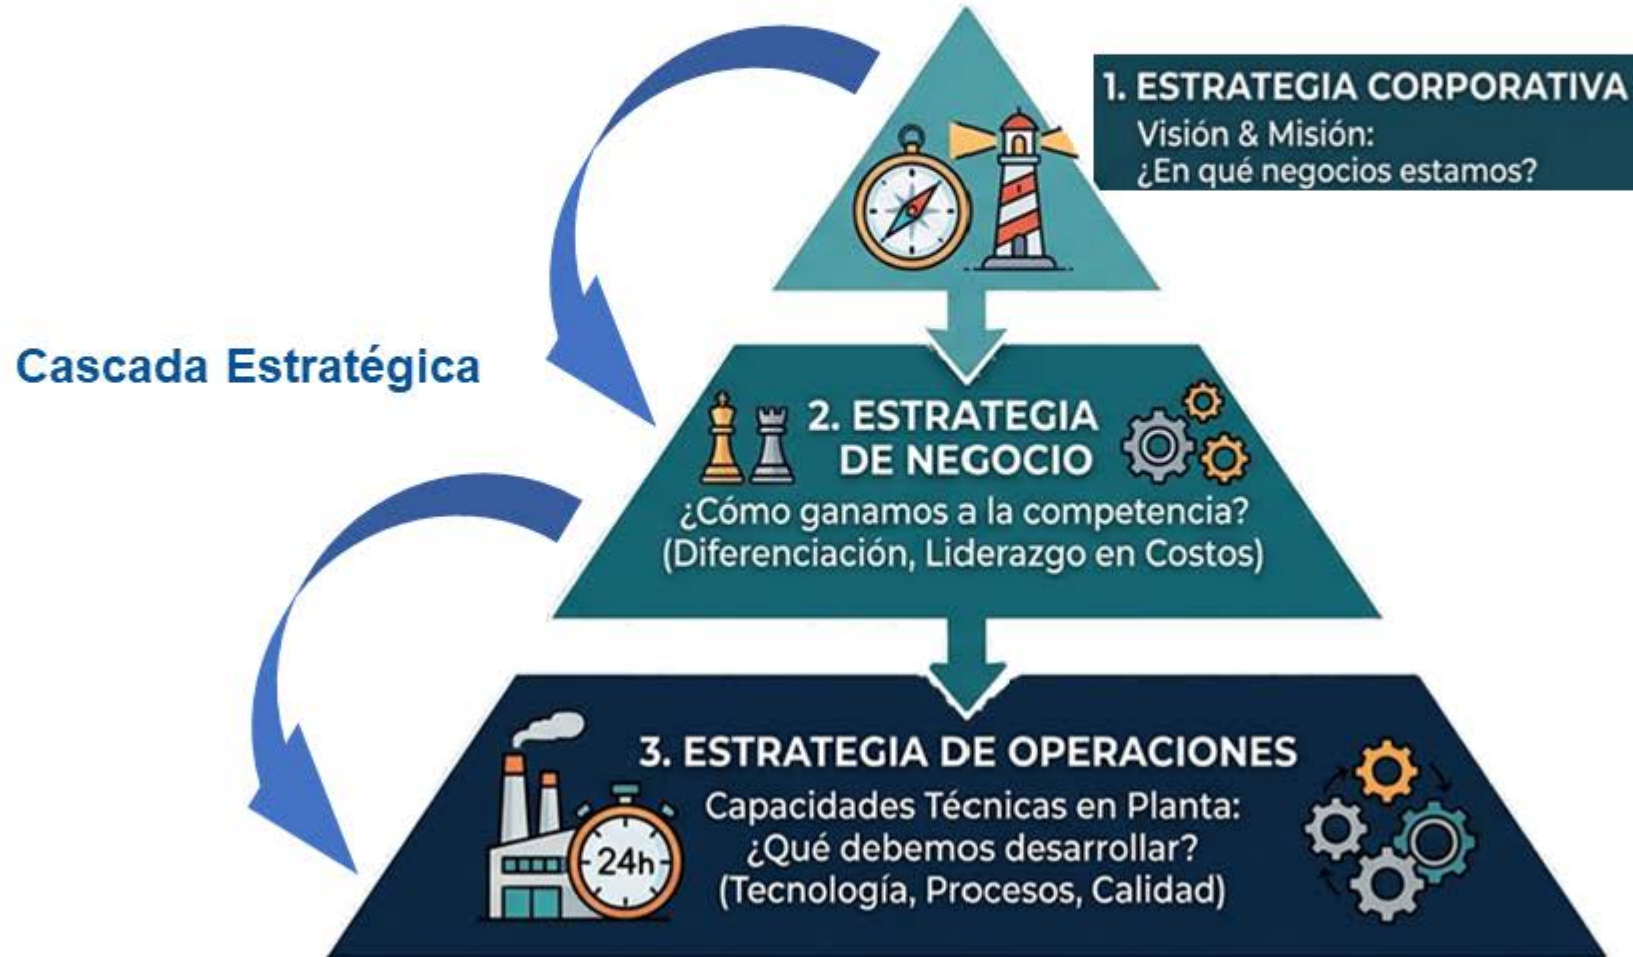 1. ESTRATEGIA CORPORATIVA
Visión & Misión:
¿En qué negocios estamos?
Cascada Estratégica
2. ESTRATEGIA
DE NEGOCIO
¿Cómo ganamos a la competencia?
(Diferenciación, Liderazgo en Costos)
3. ESTRATEGIA DE OPERACIONES
Capacidades Técnicas en Planta:
¿Qué debemos desarrollar?
(Tecnología, Procesos, Calidad)
24h